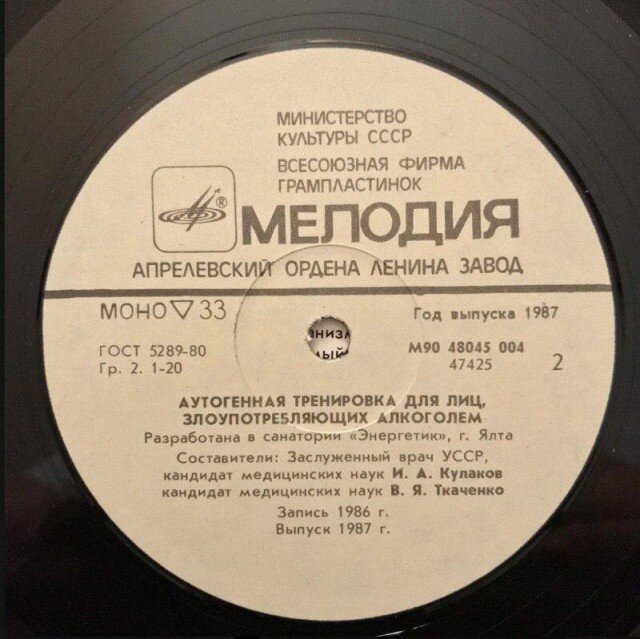 МИНИСТЕРСТВО
КУЛЬТУРЫ СССР
ВСЕСОЮЗНАЯ ФИРМА
ГРАМПЛАСТИНОК
®
МЕЛОДИЯ
АПРЕЛЕВСКИЙ ОРДЕНА ЛЕНИНА ЗАВОД
МОНО ▽ 33
Год выпуска 1987
ГОСТ 5289-80
М90 48045 004
Гр. 2. 1-20
47425
2
АУТОГЕННАЯ ТРЕНИРОВКА ДЛЯ ЛИЦ,
ЗЛОУПОТРЕБЛЯЮЩИХ АЛКОГОЛЕМ
Разработана в санатории «Энергетик», г. Ялта
Составители: Заслуженный врач УССР,
кандидат медицинских наук И. А. Кулаков
кандидат медицинских наук В. Я. Ткаченко
Запись 1986 г.
Выпуск 1987 г.